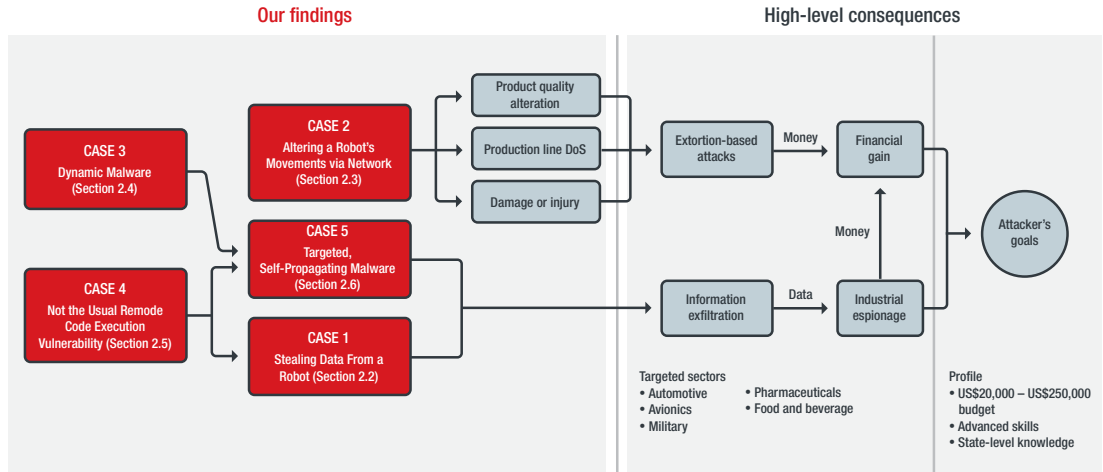 Our findings
High-level consequences
CASE 3
Dynamic Malware
(Section 2.4)
CASE 4
Not the Usual Remode
Code Execution
Vulnerability (Section 2.5)
CASE 2
Altering a Robot's
Movements via Network
(Section 2.3)
CASE 5
Targeted,
Self-Propagating Malware
(Section 2.6)
CASE 1
Stealing Data From a
Robot (Section 2.2)
Product quality
alteration
Production line DoS
Damage or injury
Extortion-based
attacks
Money
Financial
gain
Money
Information
exfiltration
Data
Industrial
espionage
Attacker's
goals
Targeted sectors
• Automotive
• Avionics
• Military
• Pharmaceuticals
• Food and beverage
Profile
• US$20,000 – US$250,000
budget
• Advanced skills
• State-level knowledge